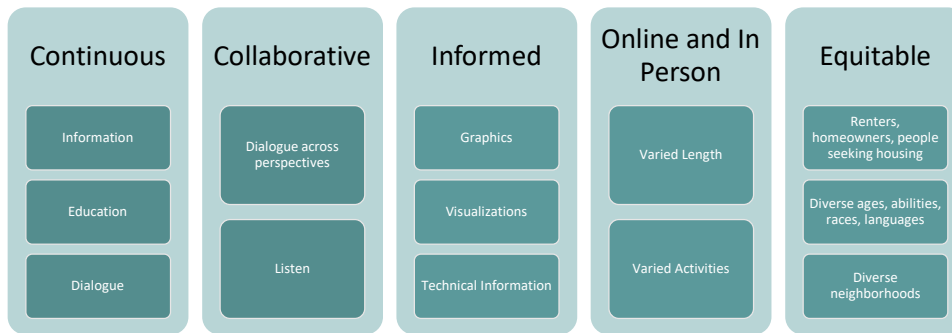 Continuous
Information
Education
Dialogue
Collaborative
Dialogue across
perspectives
Listen
Informed
Graphics
Visualizations
Technical Information
Online and In
Person
Varied Length
Varied Activities
Equitable
Renters,
homeowners, people
seeking housing
Diverse ages, abilities,
races, languages
Diverse
neighborhoods